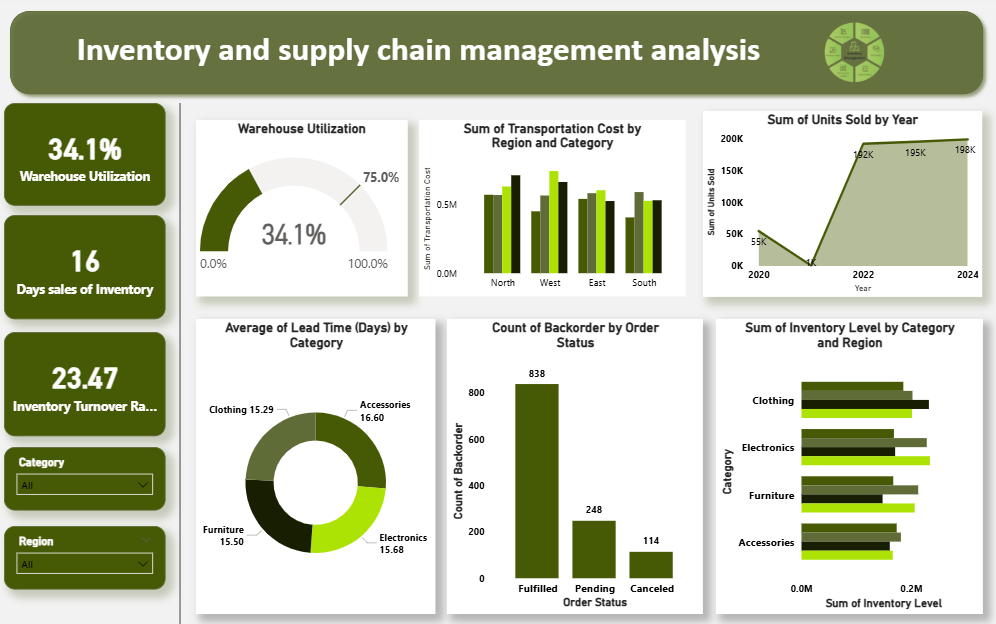 Inventory and supply chain management analysis
34.1%
Warehouse Utilization
16
Days sales of Inventory
23.47
Inventory Turnover Ra...
Category
All
Region
All
Warehouse Utilization
75.0%
34.1%
0.0%
100.0%
Sum of Transportation Cost by
Region and Category
Sum of Transportation Cost
0.5M
0.0M
North
West
East
South
Sum of Units Sold by Year
Sum of Units Sold
200K
150K
100K
50K
0K
55K
1K
192K
195K
198K
2020
2022
2024
Year
Average of Lead Time (Days) by
Category
Clothing 15.29
Accessories
16.60
Furniture
15.50
Electronics
15.68
Count of Backorder by Order
Status
Count of Backorder
800
600
400
200
0
838
248
114
Fulfilled
Pending
Canceled
Order Status
Sum of Inventory Level by Category
and Region
Category
Clothing
Electronics
Furniture
Accessories
0.0M
0.2M
Sum of Inventory Level